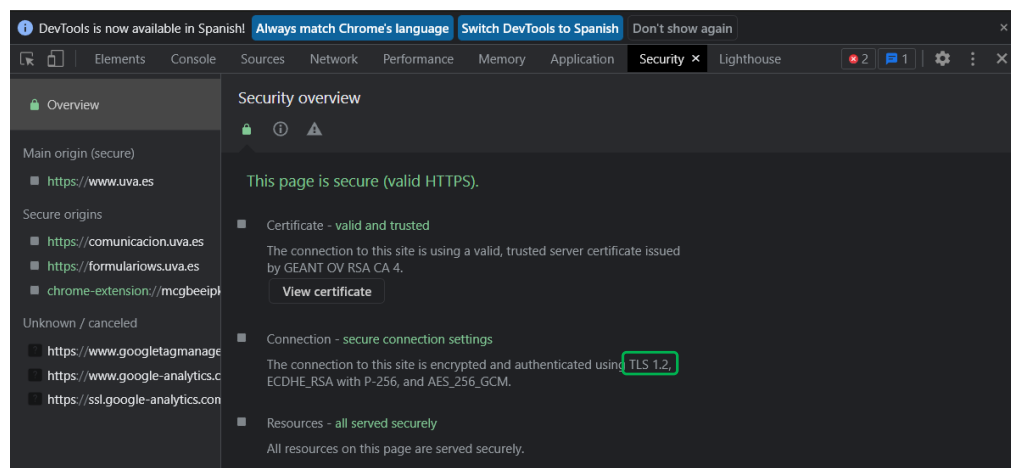 DevTools is now available in Spanish! Always match Chrome's language Switch DevTools to Spanish Don't show again
Elements Console Sources Network Performance Memory Application Security Lighthouse 2 1
Overview
Main origin (secure)
https://www.uva.es
Secure origins
https://comunicacion.uva.es
https://formulariows.uva.es
chrome-extension://mcgbeeipk
Unknown / canceled
https://www.googletagmanage
https://www.google-analytics.c
https://ssl.google-analytics.com
Security overview
This page is secure (valid HTTPS).
Certificate - valid and trusted
The connection to this site is using a valid, trusted server certificate issued
by GEANT OV RSA CA 4.
View certificate
Connection - secure connection settings
The connection to this site is encrypted and authenticated using TLS 1.2,
ECDHE_RSA with P-256, and AES_256_GCM.
Resources - all served securely
All resources on this page are served securely.